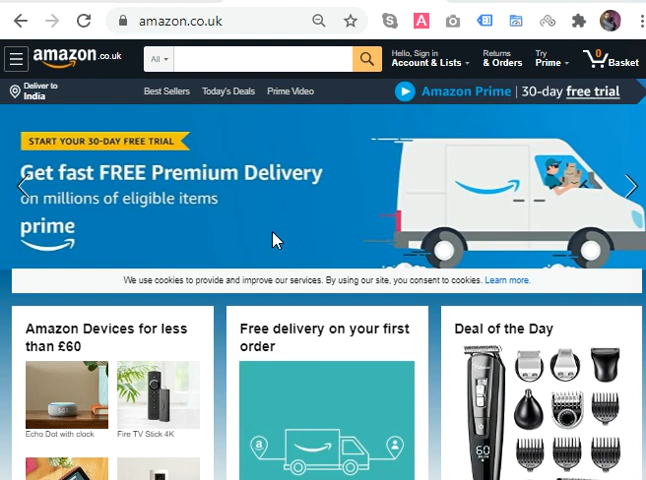 amazon.co.uk
amazon.co.uk
All
Hello, Sign in
Account & Lists
Returns
& Orders
Try
Prime
0
Basket
Deliver to
India
Best Sellers
Today's Deals
Prime Video
Amazon Prime | 30-day free trial
START YOUR 30-DAY FREE TRIAL
Get fast FREE Premium Delivery
on millions of eligible items
prime
We use cookies to provide and improve our services. By using our site, you consent to cookies. Learn more.
Amazon Devices for less
than £60
Echo Dot with clock
Fire TV Stick 4K
Free delivery on your first
order
a
Deal of the Day
60